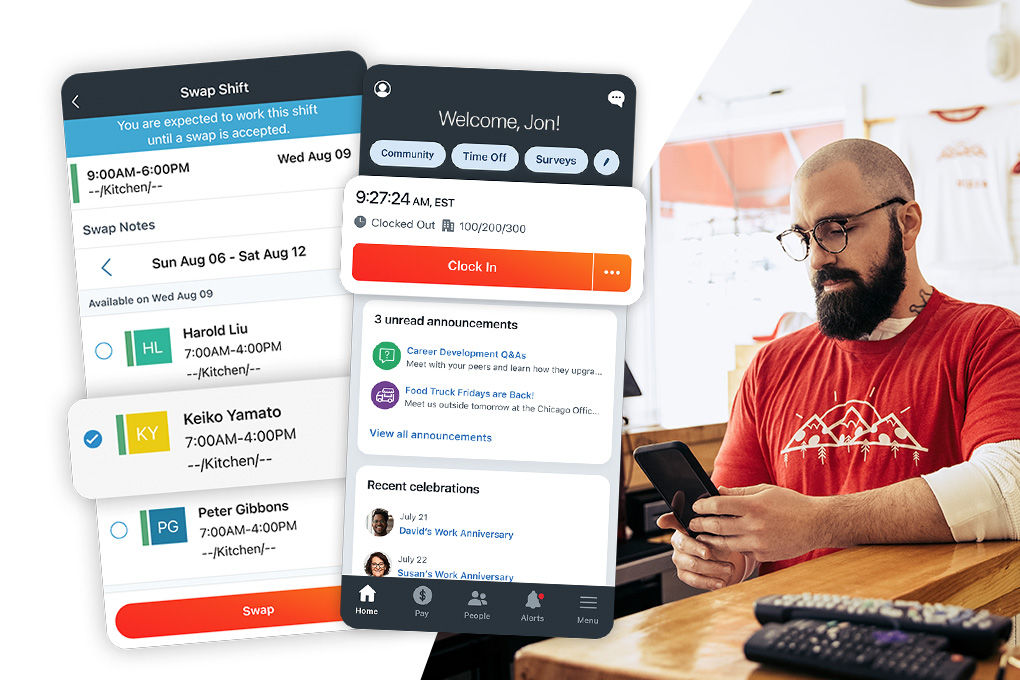 Swap Shift
You are expected to work this shift
until a swap is accepted.
9:00AM-6:00PM
Wed Aug 09
--/Kitchen/--
Swap Notes
Sun Aug 06 - Sat Aug 12
Available on Wed Aug 09
HL
Harold Liu
7:00AM-4:00PM
--/Kitchen/--
KY
Keiko Yamato
7:00AM-4:00PM
--/Kitchen/--
PG
Peter Gibbons
7:00AM-4:00PM
--/Kitchen/--
Swap
Welcome, Jon!
Community
Time Off
Surveys
9:27:24 AM, EST
Clocked Out
100/200/300
Clock In
3 unread announcements
Career Development Q&As
Meet with your peers and learn how they upgra...
Food Truck Fridays are Back!
Meet us outside tomorrow at the Chicago Offic...
View all announcements
Recent celebrations
July 21
David's Work Anniversary
July 22
Susan's Work Anniversary
Home
Pay
People
Alerts
Menu